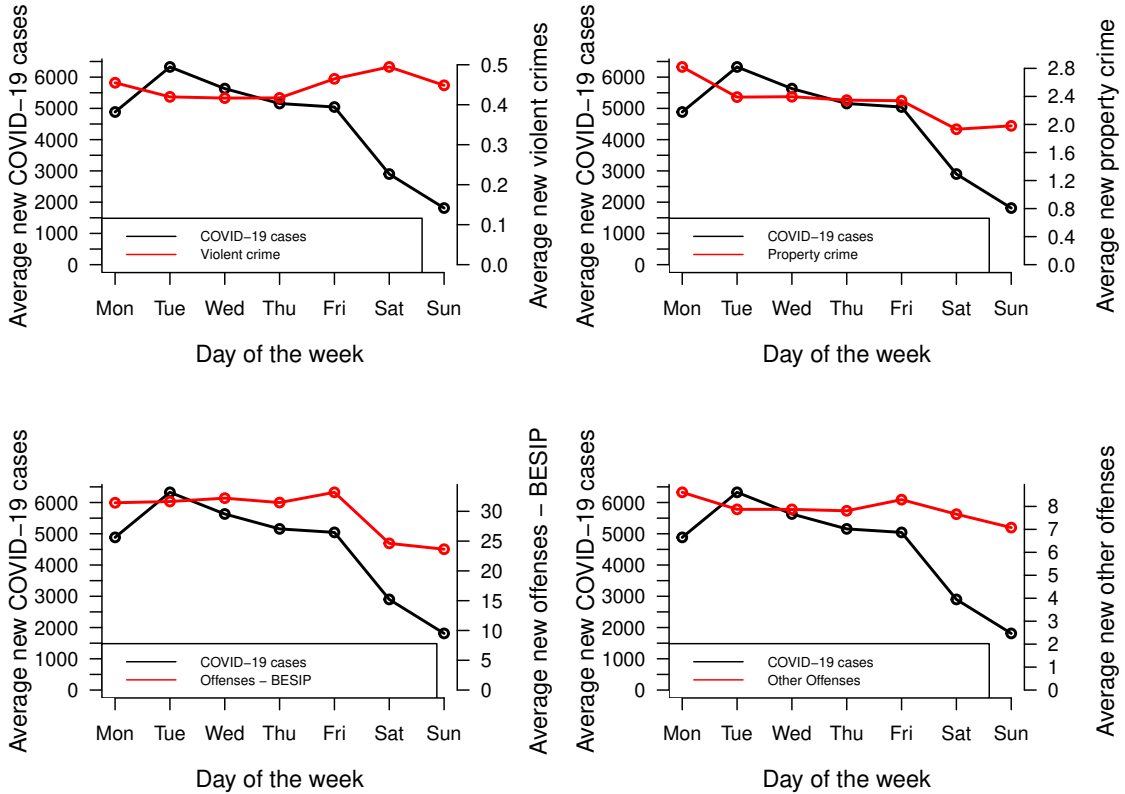 Average new COVID−19 cases
6000
5000
4000
3000
2000
1000
0
0.5
0.4
0.3
0.2
0.1
0.0
Average new violent crimes
COVID−19 cases
Violent crime
Mon Tue Wed Thu Fri Sat Sun
Day of the week
Average new COVID−19 cases
6000
5000
4000
3000
2000
1000
0
2.8
2.4
2.0
1.6
1.2
0.8
0.4
0.0
Average new property crime
COVID−19 cases
Property crime
Mon Tue Wed Thu Fri Sat Sun
Day of the week
Average new COVID−19 cases
6000
5000
4000
3000
2000
1000
0
30
25
20
15
10
5
0
Average new offenses − BESIP
COVID−19 cases
Offenses − BESIP
Mon Tue Wed Thu Fri Sat Sun
Day of the week
Average new COVID−19 cases
6000
5000
4000
3000
2000
1000
0
8
7
6
5
4
3
2
1
0
Average new other offenses
COVID−19 cases
Other Offenses
Mon Tue Wed Thu Fri Sat Sun
Day of the week